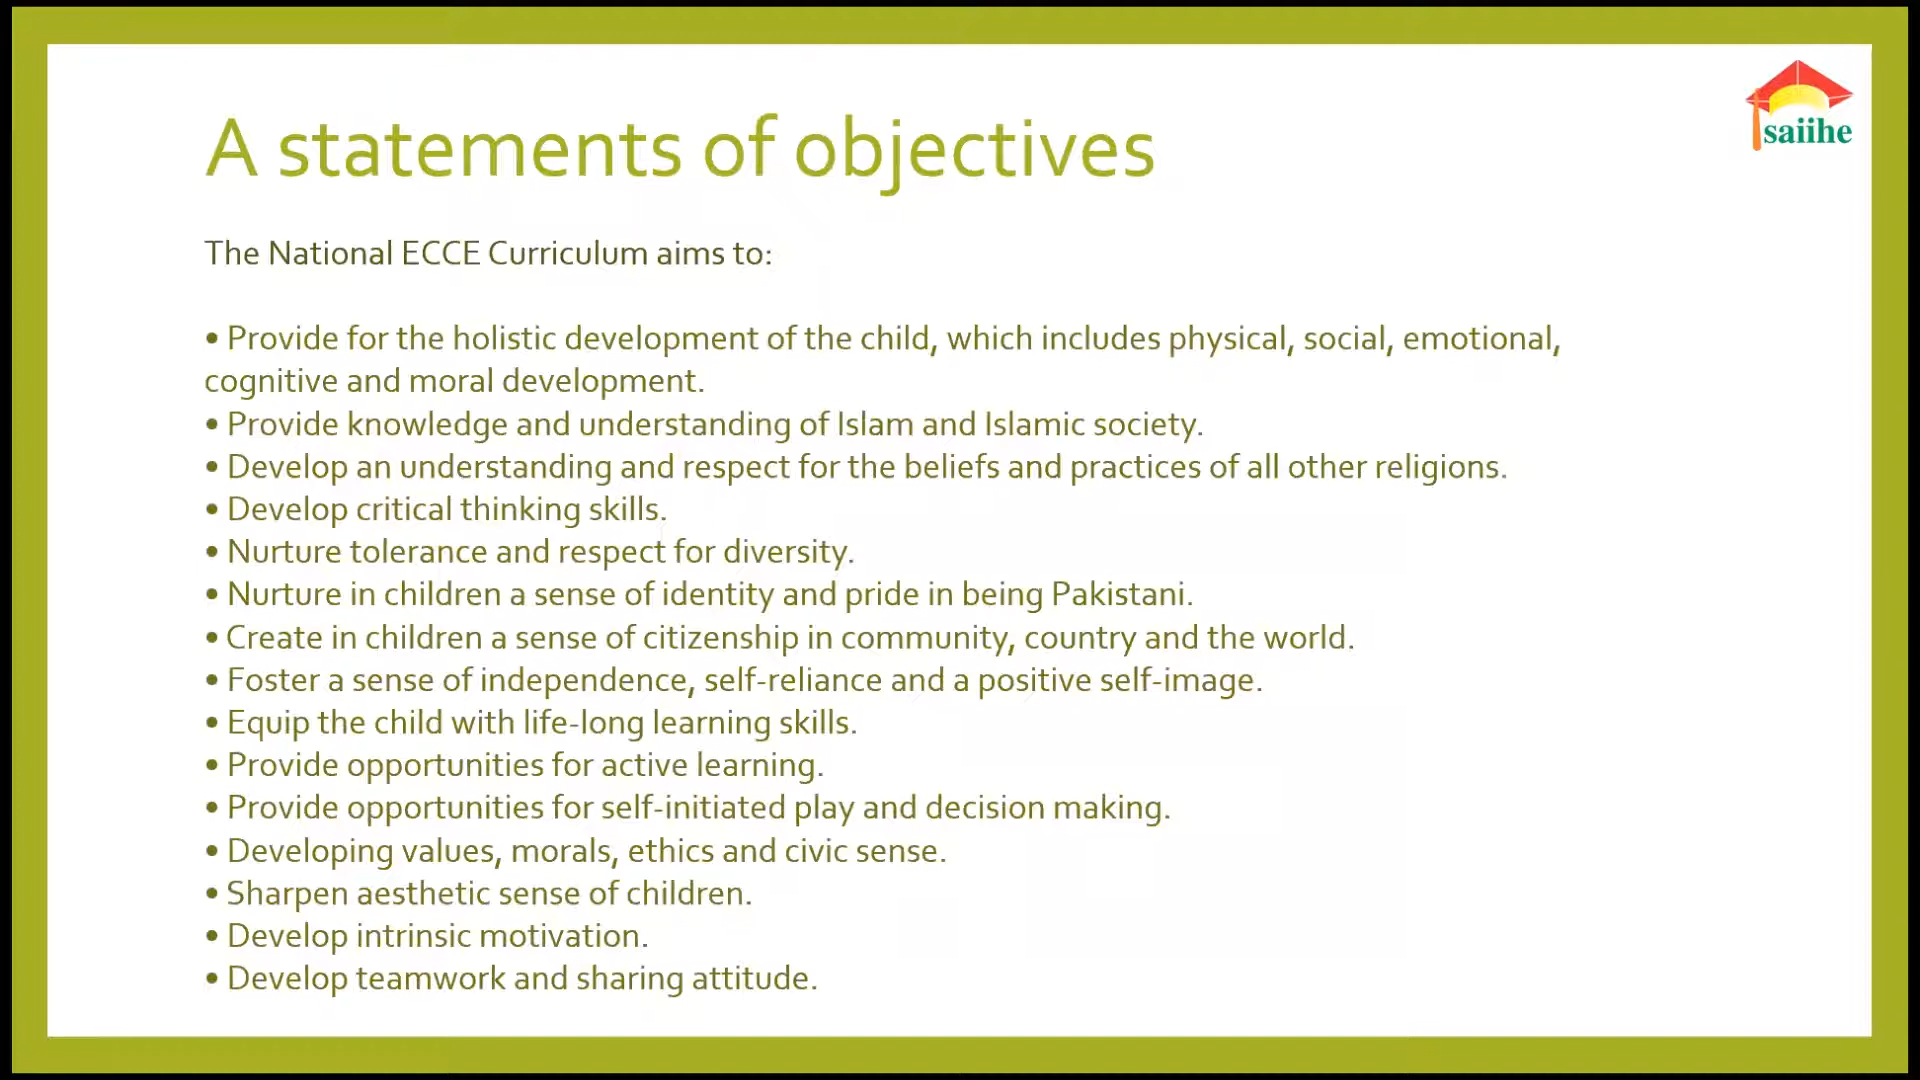 saiihe
A statements of objectives
The National ECCE Curriculum aims to:
• Provide for the holistic development of the child, which includes physical, social, emotional,
cognitive and moral development.
• Provide knowledge and understanding of Islam and Islamic society.
• Develop an understanding and respect for the beliefs and practices of all other religions.
• Develop critical thinking skills.
• Nurture tolerance and respect for diversity.
• Nurture in children a sense of identity and pride in being Pakistani.
• Create in children a sense of citizenship in community, country and the world.
• Foster a sense of independence, self-reliance and a positive self-image.
• Equip the child with life-long learning skills.
• Provide opportunities for active learning.
• Provide opportunities for self-initiated play and decision making.
• Developing values, morals, ethics and civic sense.
• Sharpen aesthetic sense of children.
• Develop intrinsic motivation.
• Develop teamwork and sharing attitude.